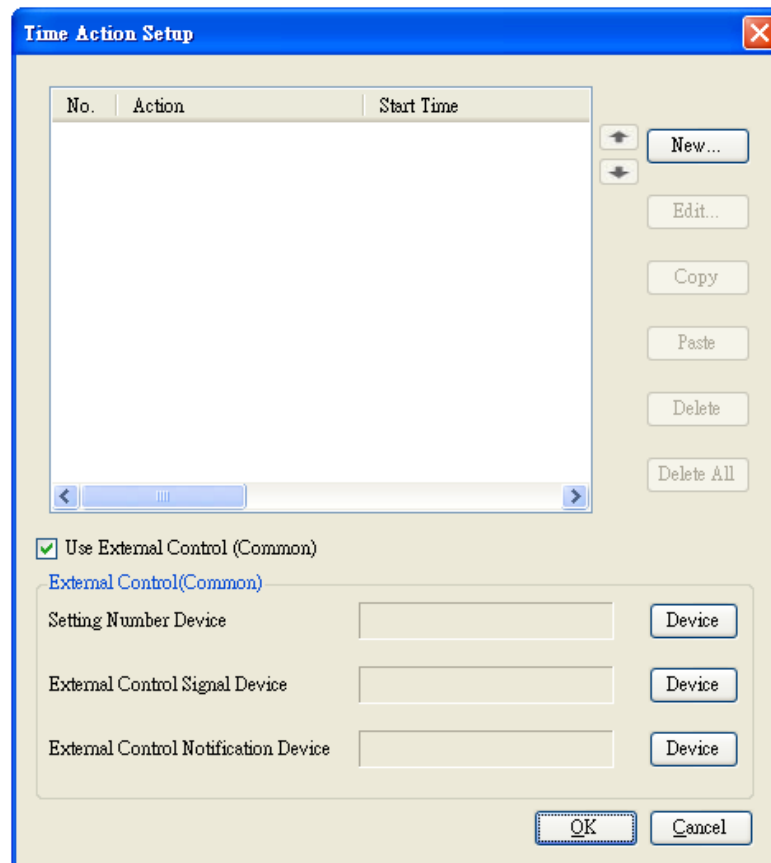 Time Action Setup
No. Action Start Time
New...
Edit...
Copy
Paste
Delete
Delete All
Use External Control (Common)
External Control(Common)
Setting Number Device Device
External Control Signal Device Device
External Control Notification Device Device
OK Cancel